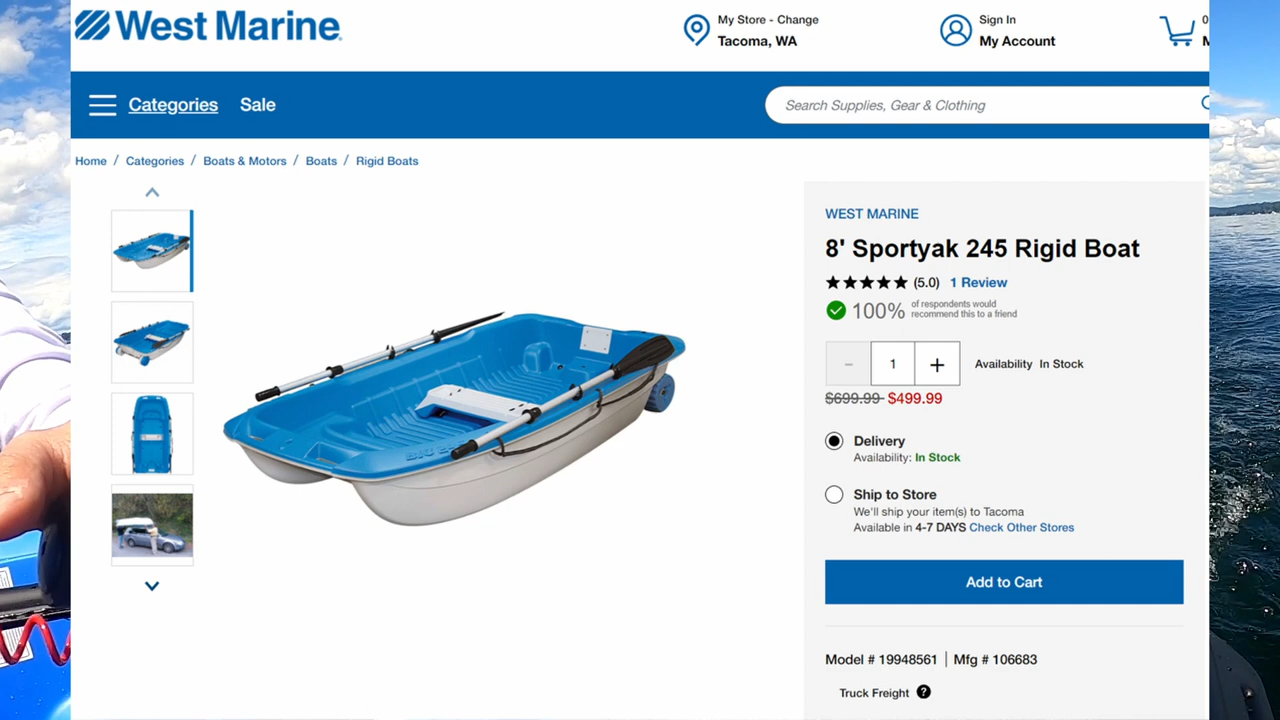 West Marine
My Store - Change
Tacoma, WA
Sign In
My Account
0
Categories
Sale
Search Supplies, Gear & Clothing
Home / Categories / Boats & Motors / Boats / Rigid Boats
WEST MARINE
8' Sportyak 245 Rigid Boat
(5.0) 1 Review
100% of respondents would
recommend this to a friend
- 1 + Availability In Stock
$699.99 $499.99
Delivery
Availability: In Stock
Ship to Store
We'll ship your item(s) to Tacoma
Available in 4-7 DAYS Check Other Stores
Add to Cart
Model # 19948561 | Mfg # 106683
Truck Freight ?